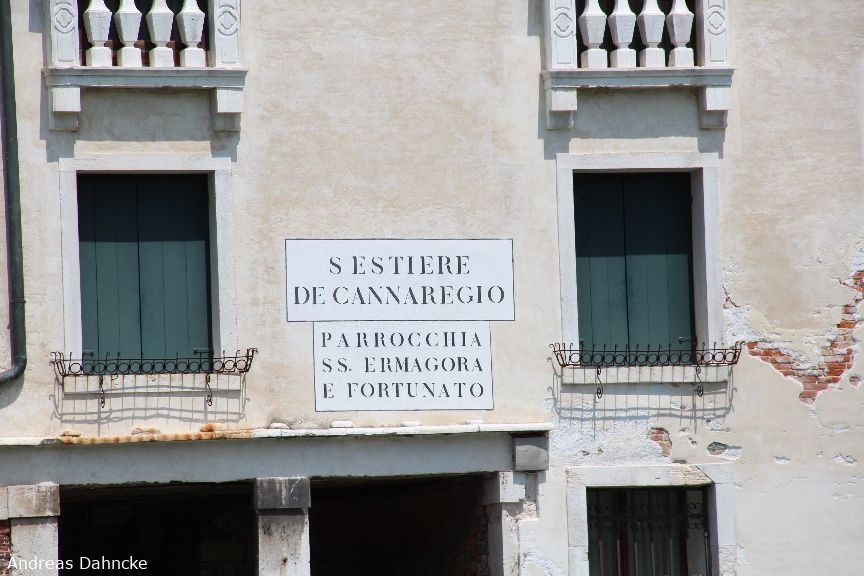 SESTIERE
DE CANNAREGIO
PARROCCHIA
SS. ERMAGORA
E FORTUNATO
Andreas Dahncke